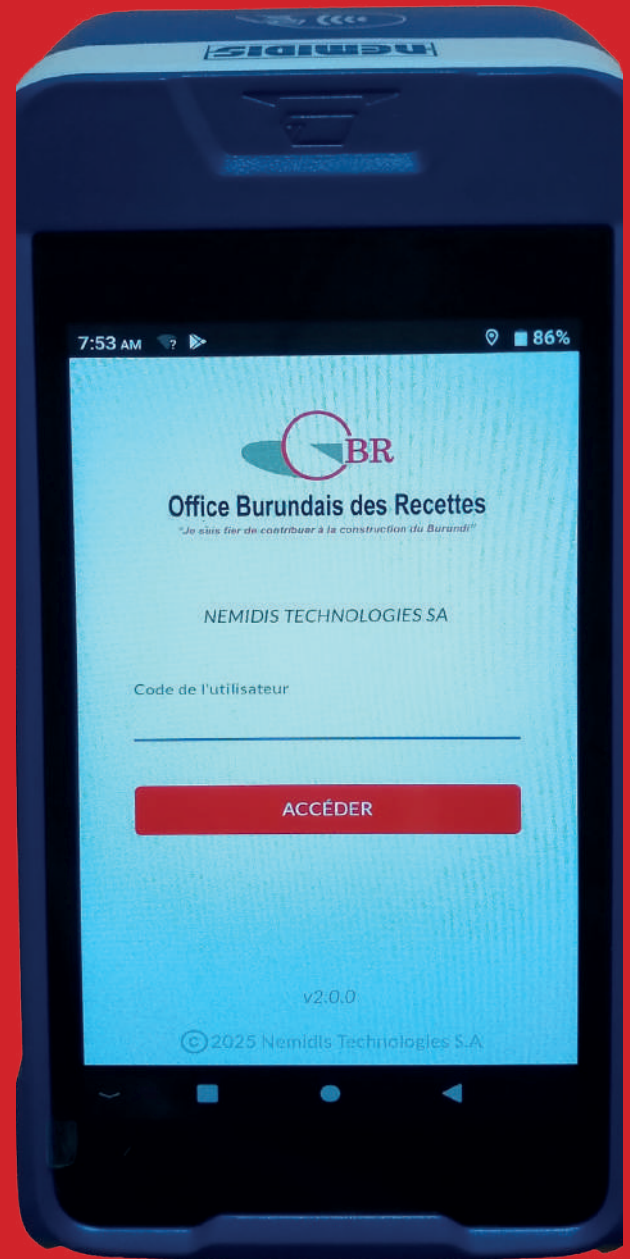 nemidis
7:53 AM ? 86%
BR
Office Burundais des Recettes
"Je suis fier de contribuer à la construction du Burundi"
NEMIDIS TECHNOLOGIES SA
Code de l'utilisateur
ACCÉDER
v2.0.0
©2025 Nemidis Technologies S.A